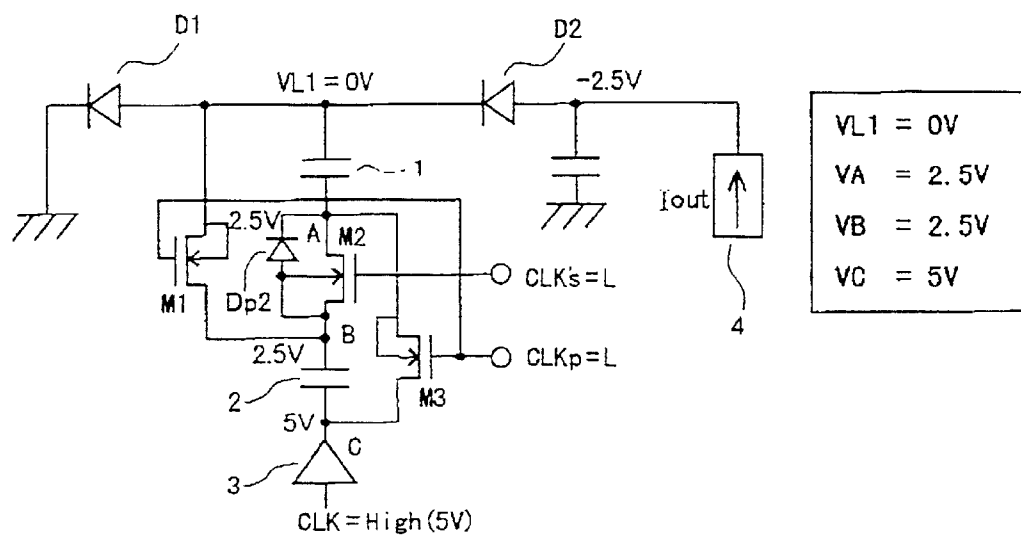 D1
D2
VL1=0V
-2.5V
1
2.5V
A
M2
M1
Dp2
B
2.5V
2
5V
C
3
M3
CLK=High(5V)
CLK's=L
CLKp=L
Iout
4
VL1 = 0V
VA = 2.5V
VB = 2.5V
VC = 5V